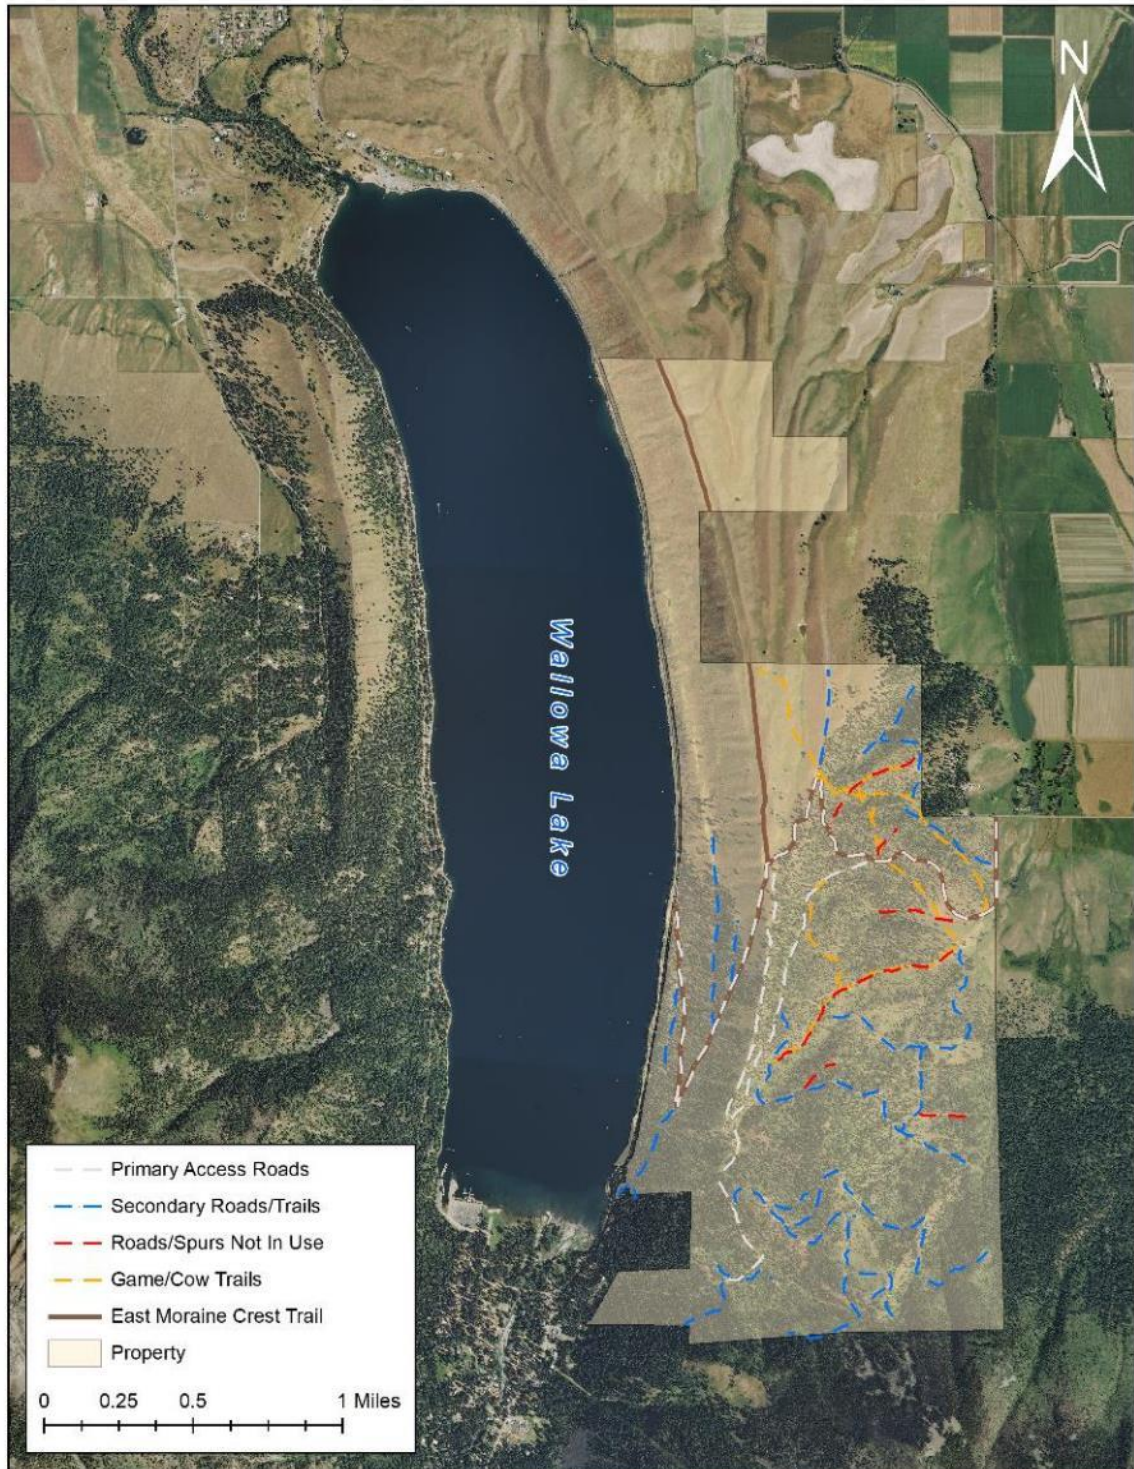 N
Wallowa Lake
Primary Access Roads
Secondary Roads/Trails
Roads/Spurs Not In Use
Game/Cow Trails
East Moraine Crest Trail
Property
0 0.25 0.5 1 Miles